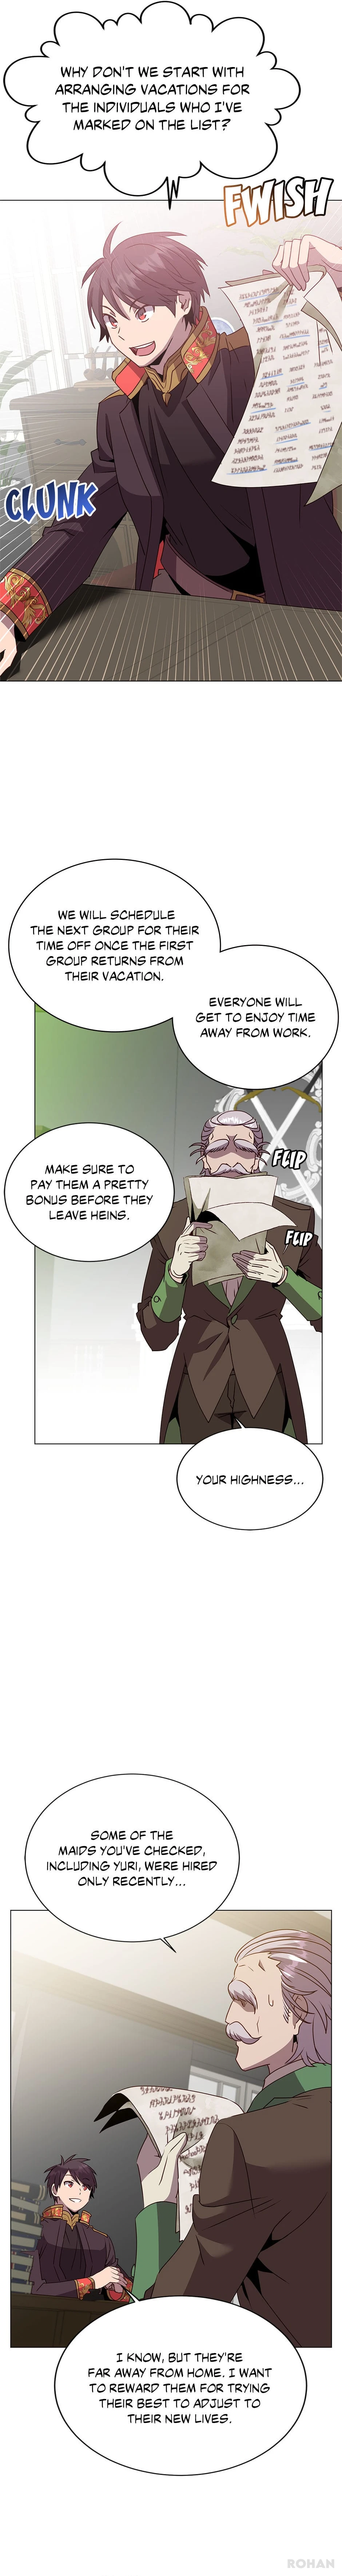 WHY DON'T WE START WITH
ARRANGING VACATIONS FOR
THE INDIVIDUALS WHO I'VE
MARKED ON THE LIST?
FWISH
CLUNK
WE WILL SCHEDULE
THE NEXT GROUP FOR THEIR
TIME OFF ONCE THE FIRST
GROUP RETURNS FROM
THEIR VACATION.
EVERYONE WILL
GET TO ENJOY TIME
AWAY FROM WORK.
FLIP
MAKE SURE TO
PAY THEM A PRETTY
BONUS BEFORE THEY
LEAVE HEINS.
FLIP
YOUR HIGHNESS...
SOME OF THE
MAIDS YOU'VE CHECKED,
INCLUDING YURI, WERE HIRED
ONLY RECENTLY...
I KNOW, BUT THEY'RE
FAR AWAY FROM HOME. I WANT
TO REWARD THEM FOR TRYING
THEIR BEST TO ADJUST TO
THEIR NEW LIVES.
ROHAN